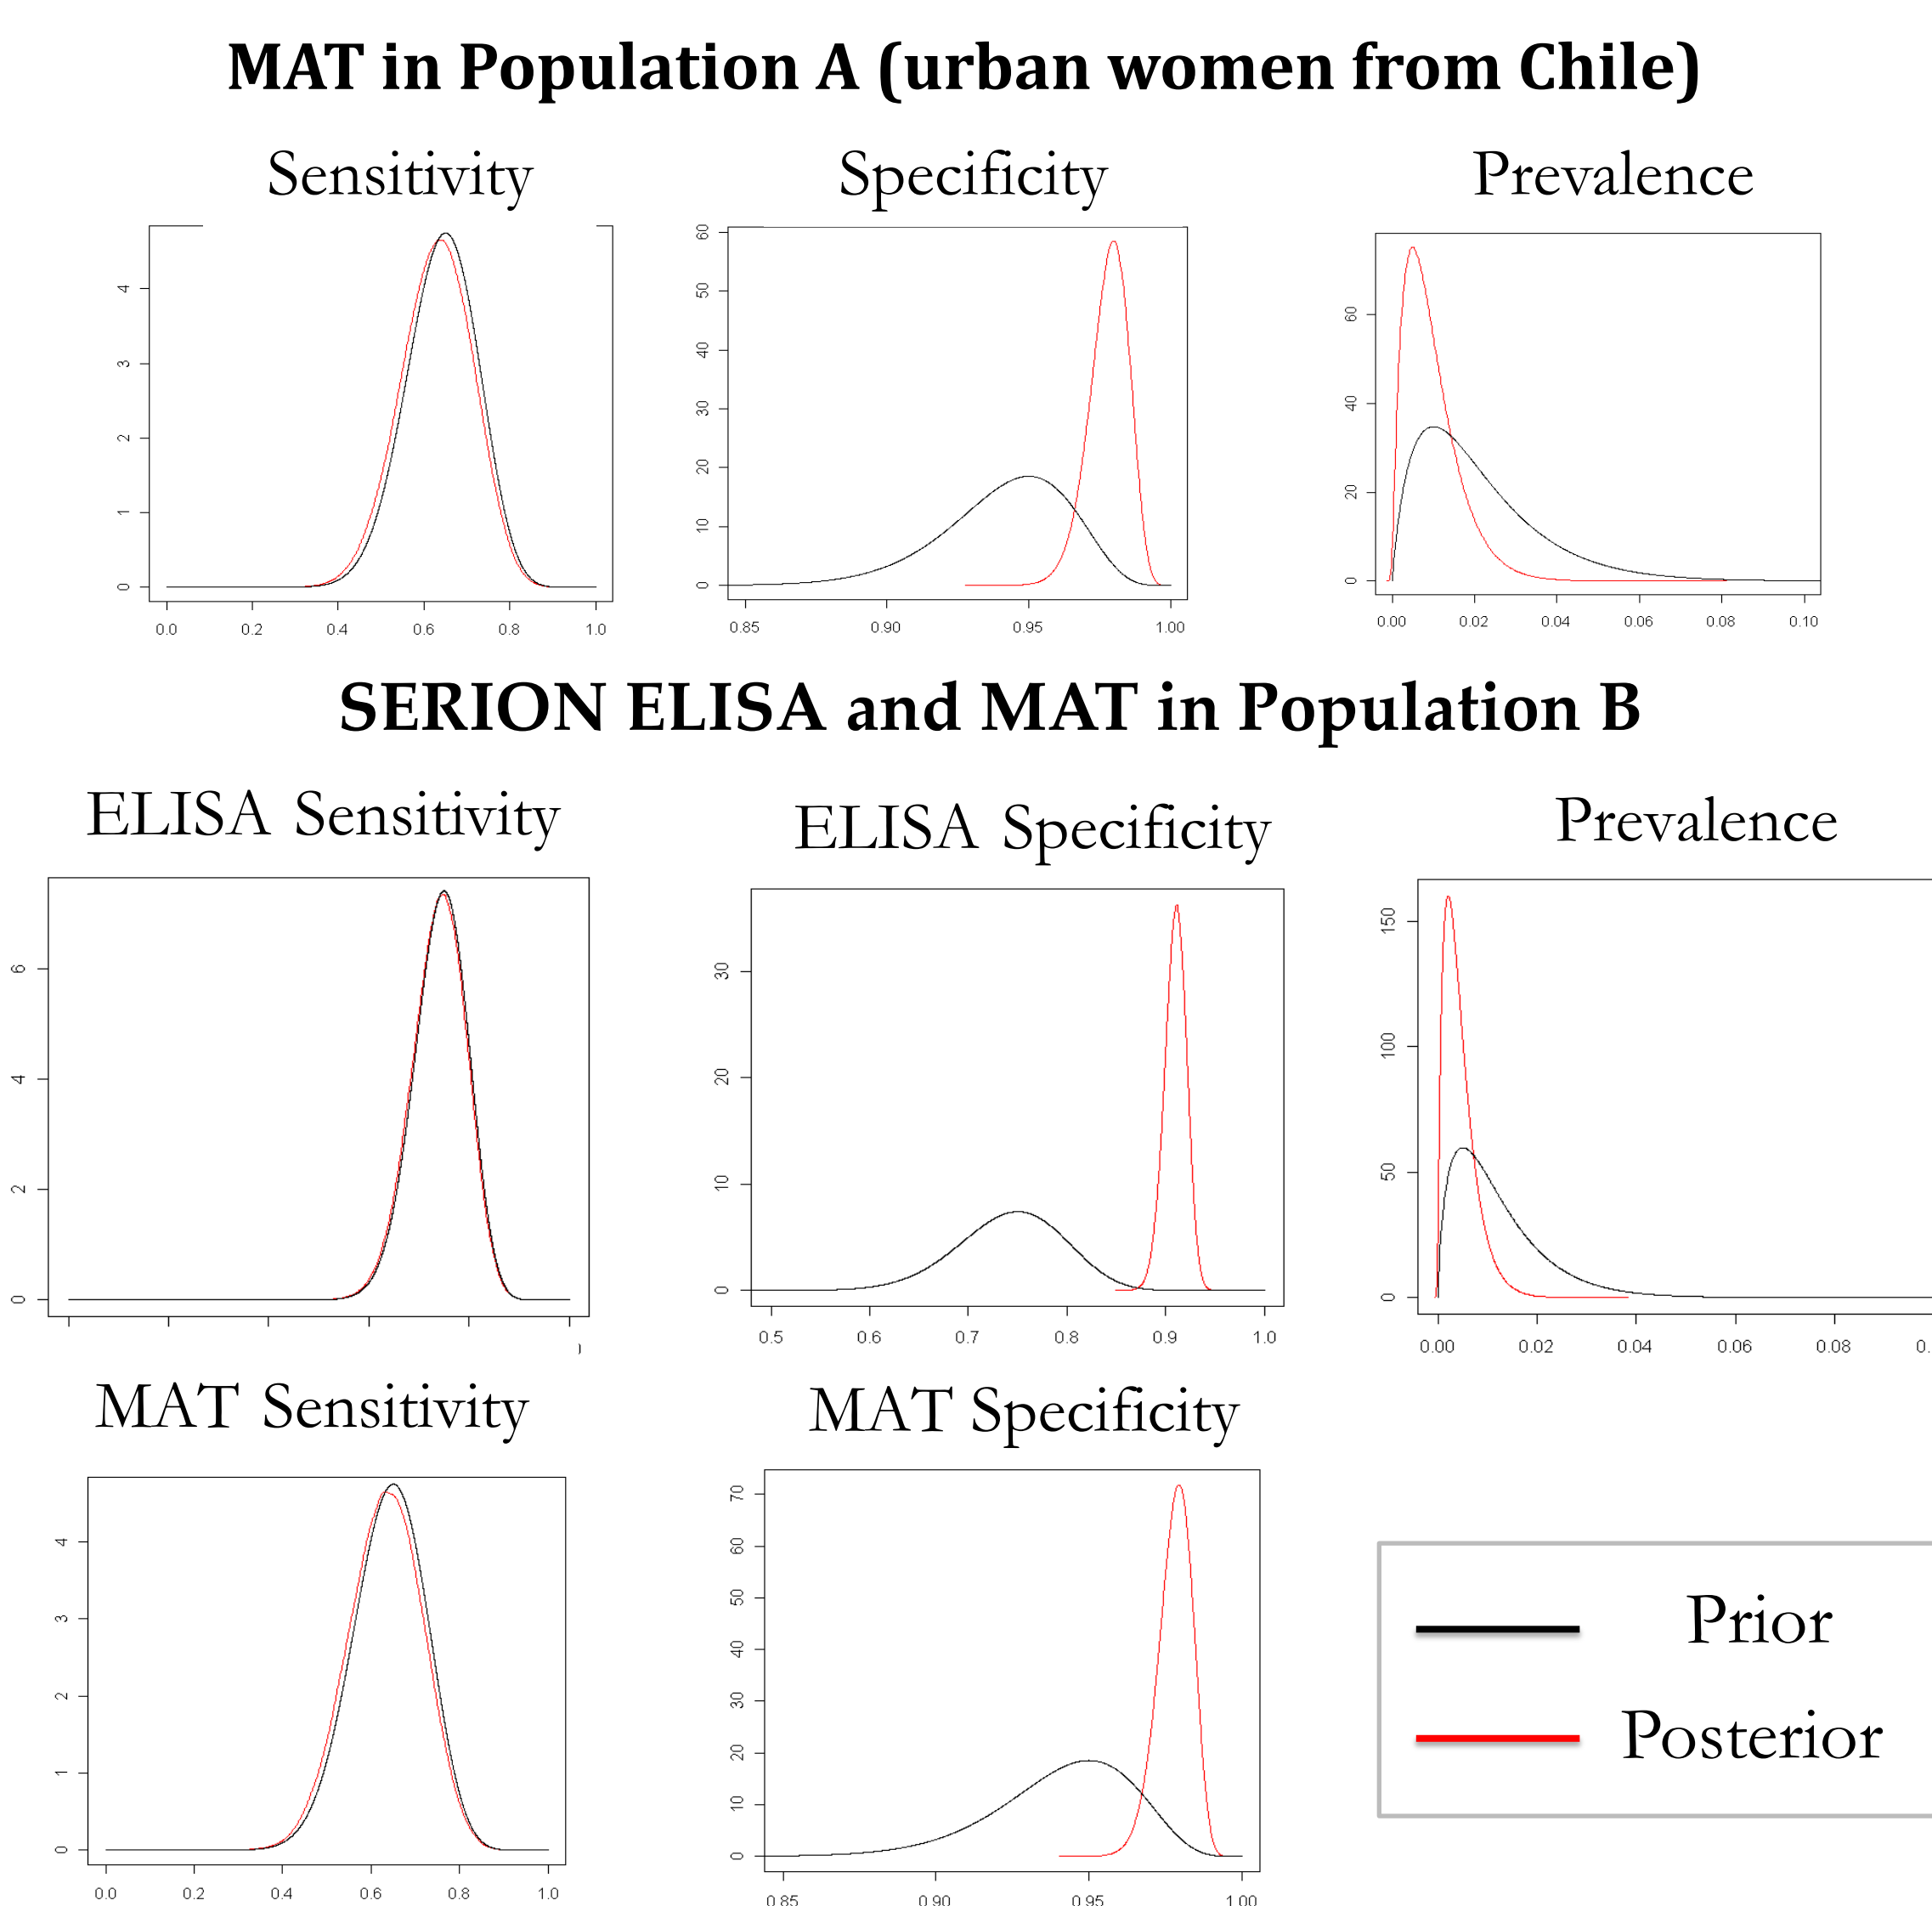 MAT in Population A (urban women from Chile)
Sensitivity
Specificity
Prevalence
0 1 2 3 4
0.0 0.2 0.4 0.6 0.8 1.0
0 10 20 30 40 50 60
0.85 0.90 0.95 1.00
0 20 40 60
0.00 0.02 0.04 0.06 0.08 0.10
SERION ELISA and MAT in Population B
ELISA Sensitivity
ELISA Specificity
Prevalence
0 2 4 6
0 10 20 30
0.5 0.6 0.7 0.8 0.9 1.0
0 50 100 150
0.00 0.02 0.04 0.06 0.08
MAT Sensitivity
MAT Specificity
0 1 2 3 4
0.0 0.2 0.4 0.6 0.8 1.0
0 10 20 30 40 50 60 70
0.85 0.90 0.95 1.00
Prior
Posterior